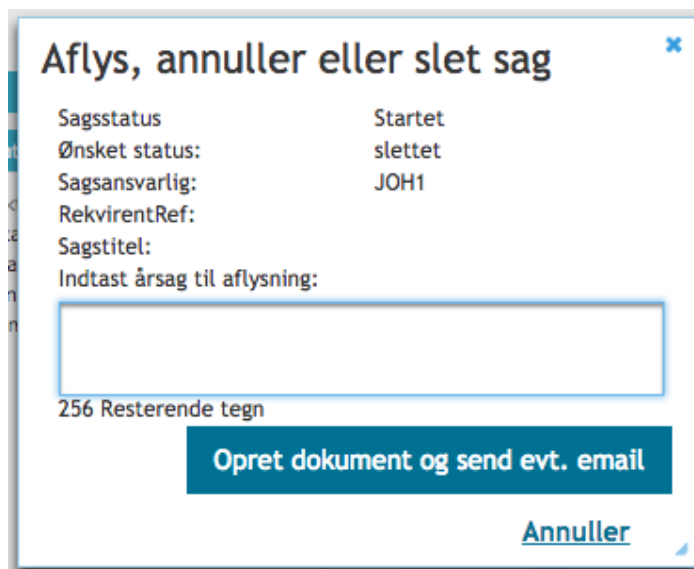 Aflys, annuller eller slet sag
Sagsstatus Startet
Ønsket status: slettet
Sagsansvarlig: JOH1
RekvirentRef:
Sagstitel:
Indtast årsag til aflysning:
256 Resterende tegn
Opret dokument og send evt. email
Annuller